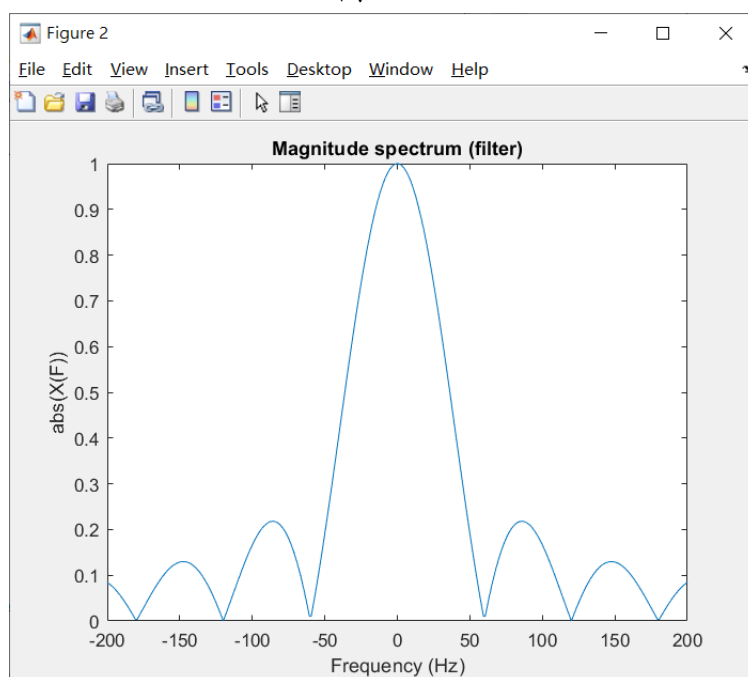 Figure 2
File Edit View Insert Tools Desktop Window Help
Magnitude spectrum (filter)
abs(X(F))
1
0.9
0.8
0.7
0.6
0.5
0.4
0.3
0.2
0.1
0
-200 -150 -100 -50 0 50 100 150 200
Frequency (Hz)